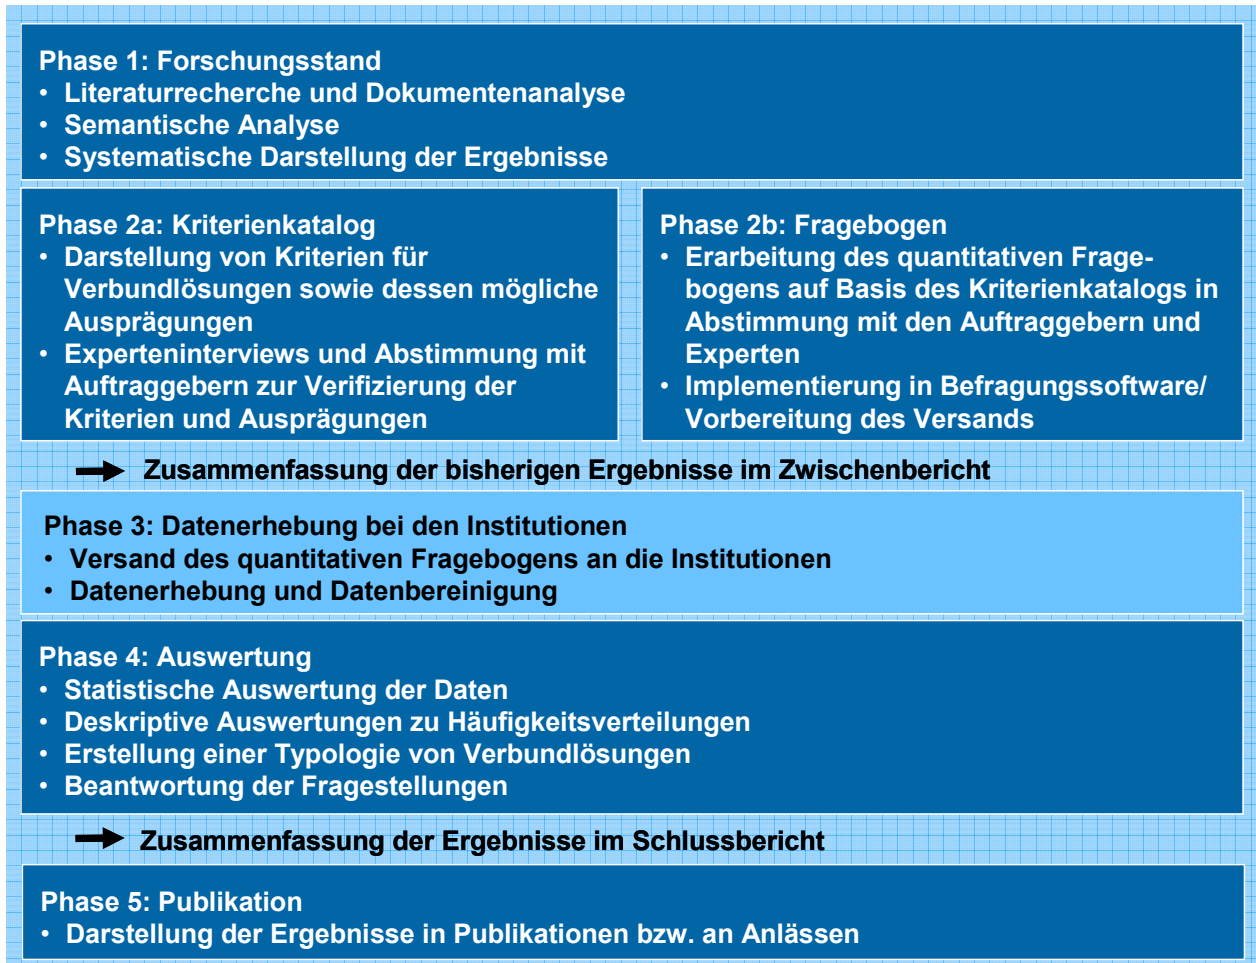 Phase 1: Forschungsstand
• Literaturrecherche und Dokumentenanalyse
• Semantische Analyse
• Systematische Darstellung der Ergebnisse
Phase 2a: Kriterienkatalog
• Darstellung von Kriterien für
Verbundlösungen sowie dessen mögliche
Ausprägungen
• Experteninterviews und Abstimmung mit
Auftraggebern zur Verifizierung der
Kriterien und Ausprägungen
Phase 2b: Fragebogen
• Erarbeitung des quantitativen Frage-
bogens auf Basis des Kriterienkatalogs in
Abstimmung mit den Auftraggebern und
Experten
• Implementierung in Befragungssoftware/
Vorbereitung des Versands
Zusammenfassung der bisherigen Ergebnisse im Zwischenbericht
Phase 3: Datenerhebung bei den Institutionen
• Versand des quantitativen Fragebogens an die Institutionen
• Datenerhebung und Datenbereinigung
Phase 4: Auswertung
• Statistische Auswertung der Daten
• Deskriptive Auswertungen zu Häufigkeitsverteilungen
• Erstellung einer Typologie von Verbundlösungen
• Beantwortung der Fragestellungen
Zusammenfassung der Ergebnisse im Schlussbericht
Phase 5: Publikation
• Darstellung der Ergebnisse in Publikationen bzw. an Anlässen